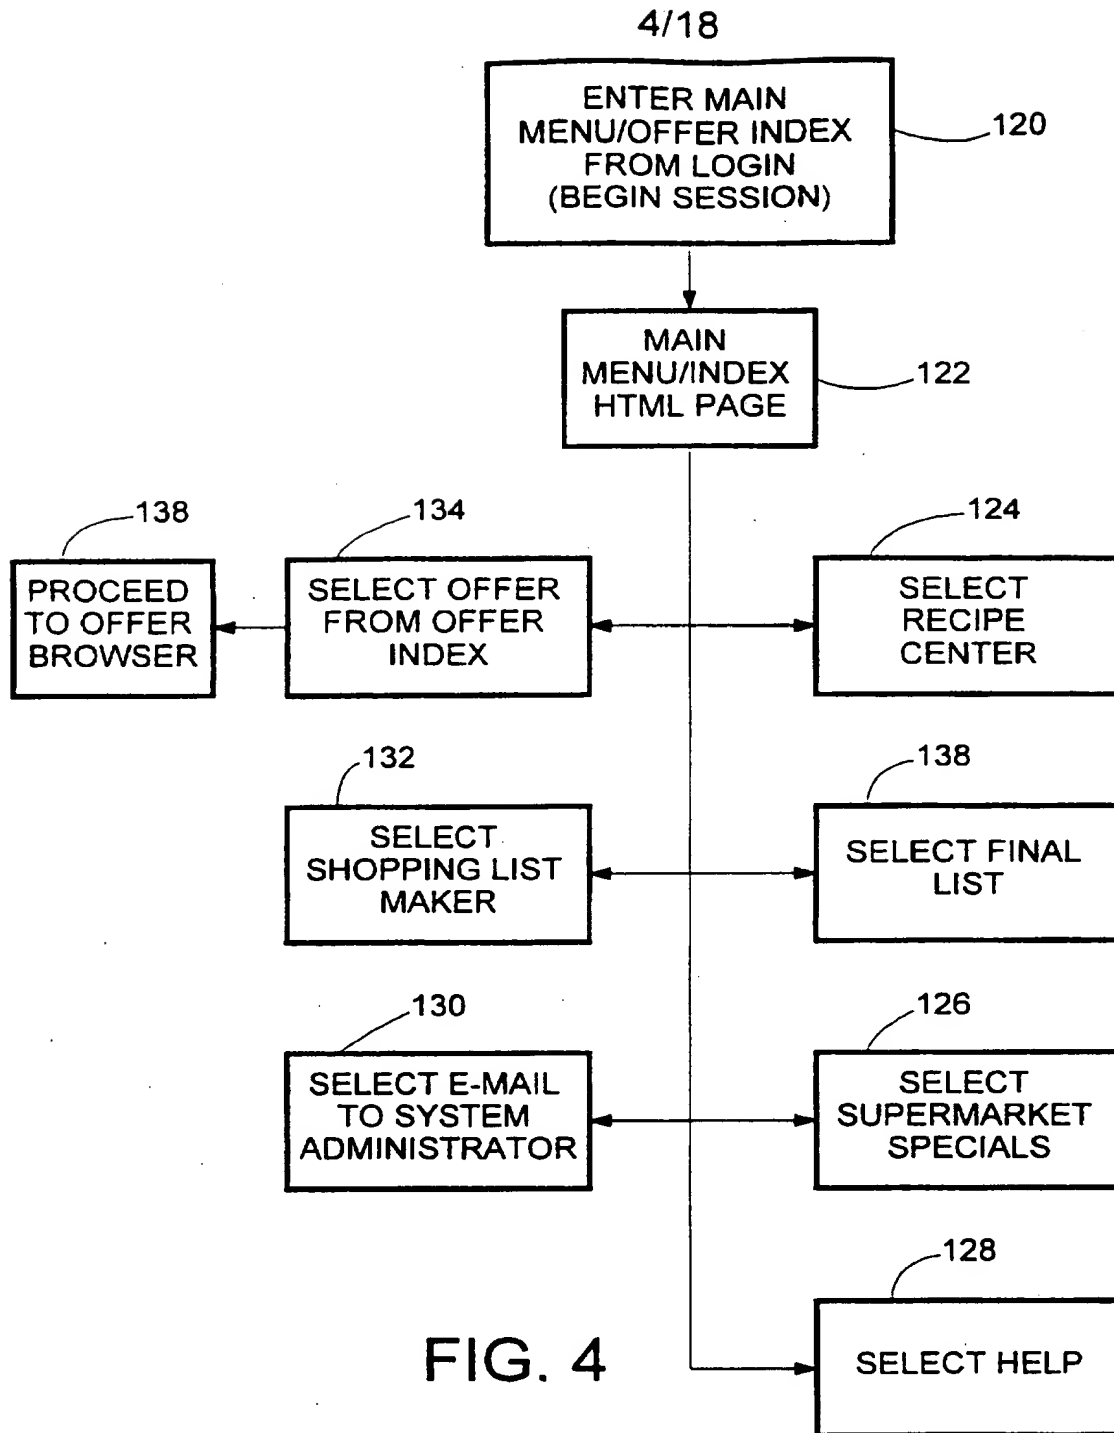 4/18
ENTER MAIN
MENU/OFFER INDEX
FROM LOGIN
(BEGIN SESSION)
120
MAIN
MENU/INDEX
HTML PAGE
122
138
PROCEED
TO OFFER
BROWSER
134
SELECT OFFER
FROM OFFER
INDEX
124
SELECT
RECIPE
CENTER
132
SELECT
SHOPPING LIST
MAKER
138
SELECT FINAL
LIST
130
SELECT E-MAIL
TO SYSTEM
ADMINISTRATOR
126
SELECT
SUPERMARKET
SPECIALS
128
SELECT HELP
FIG. 4